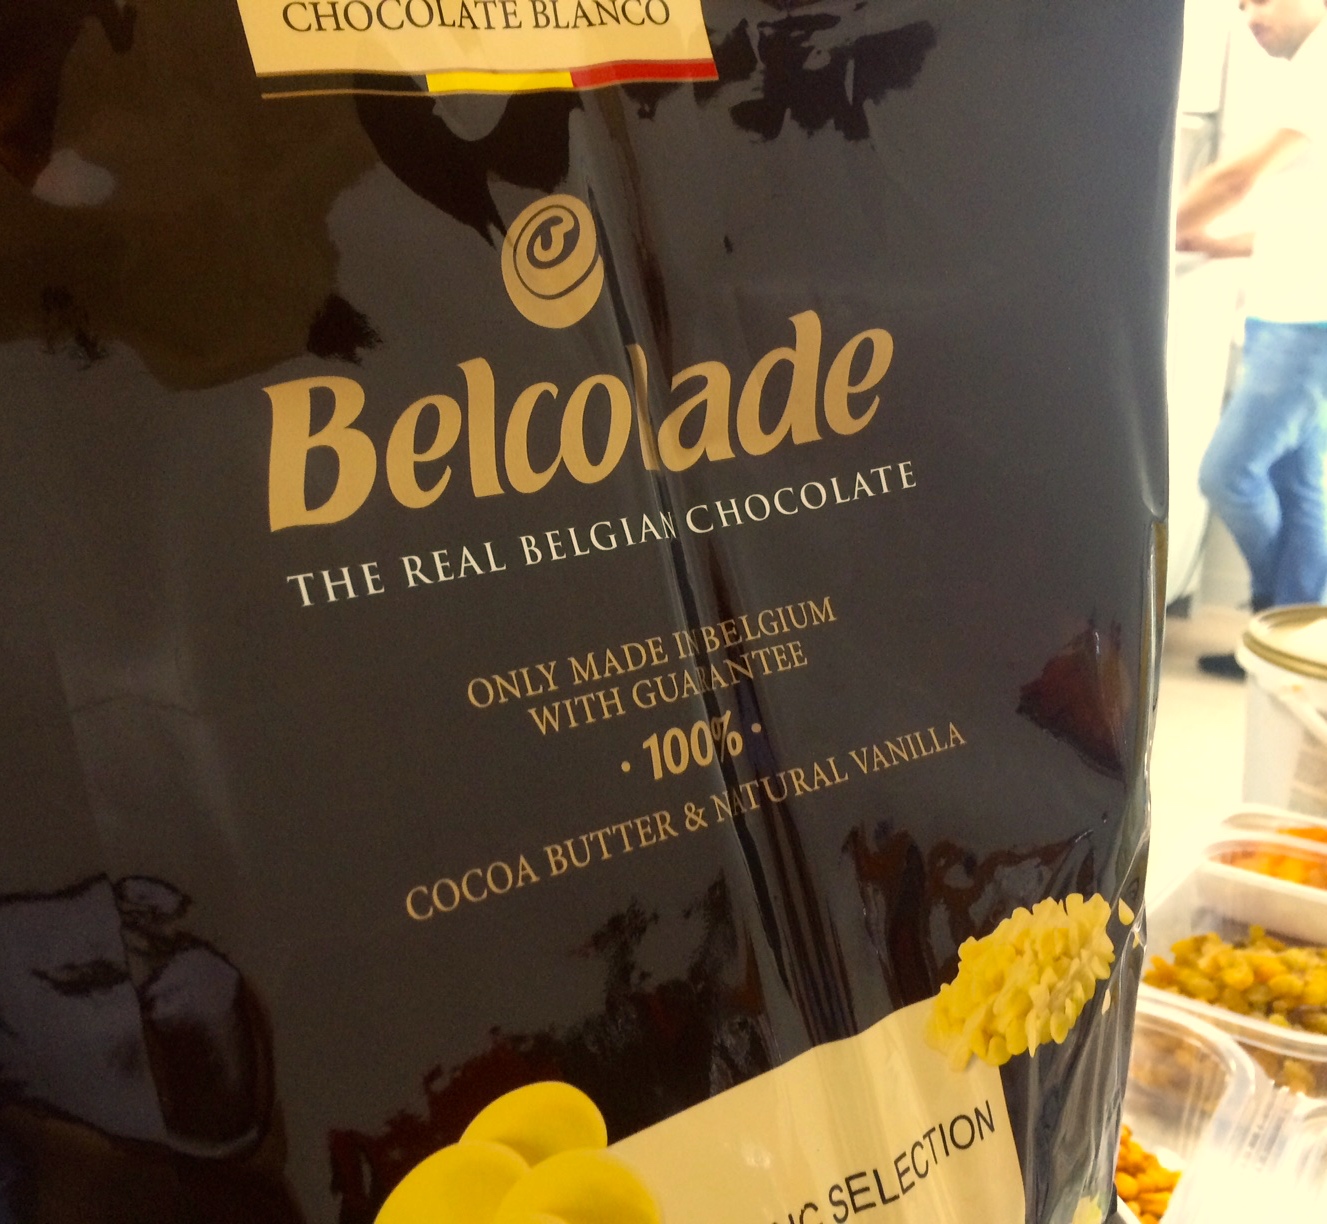 CHOCOLATE BLANCO
Belcolade
THE REAL BELGIAN CHOCOLATE
ONLY MADE IN BELGIUM
WITH GUARANTEE
· 100% ·
COCOA BUTTER & NATURAL VANILLA
SELECTION